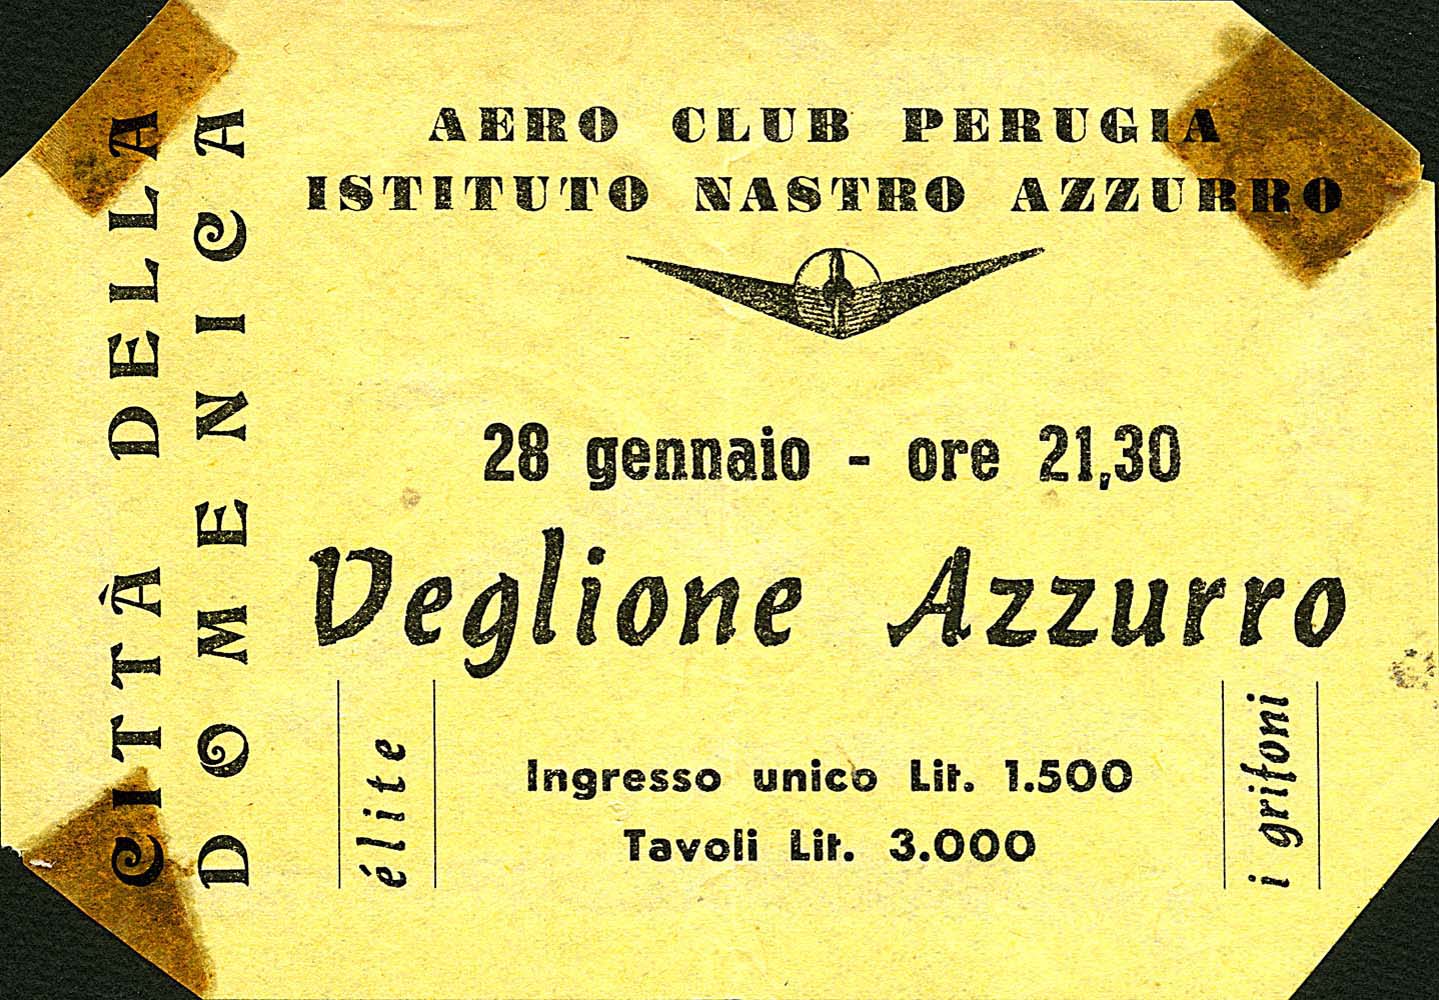 CITTÀ DELLA
DOMENICA
AERO CLUB PERUGIA
ISTITUTO NASTRO AZZURRO
28 gennaio - ore 21,30
Veglione Azzurro
élite
Ingresso unico Lit. 1.500
Tavoli Lit. 3.000
i grifoni